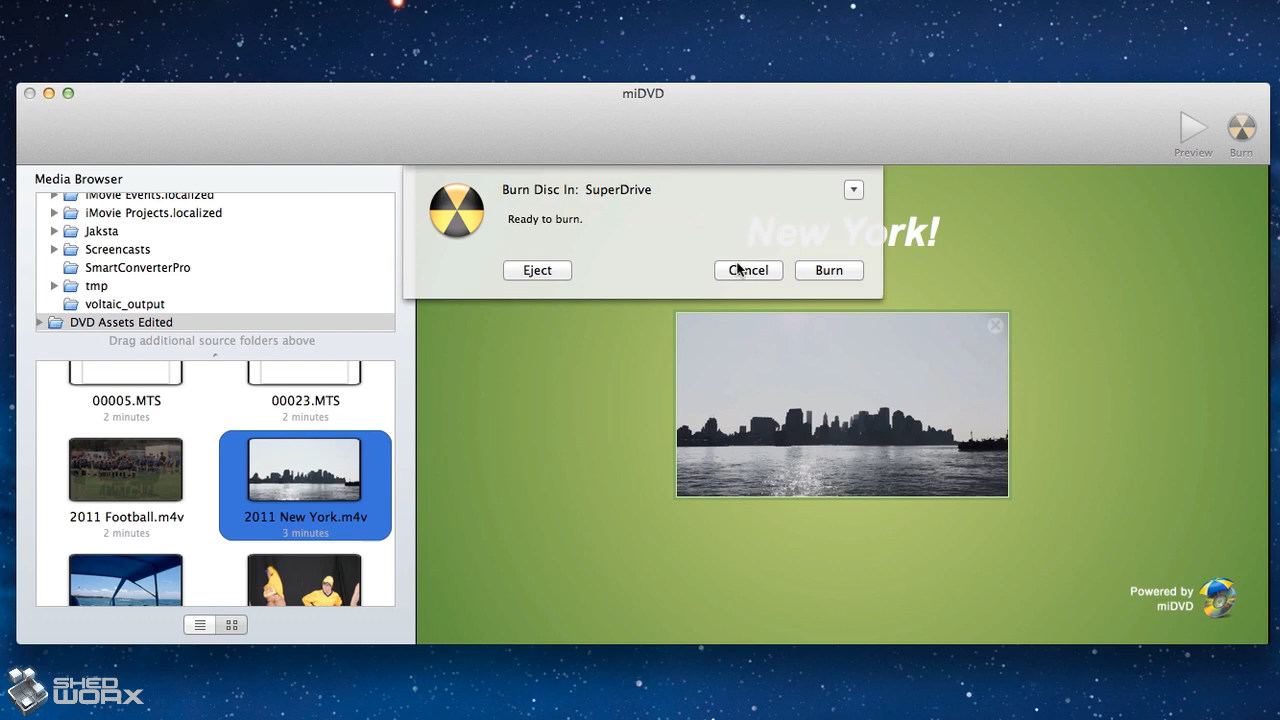 miDVD
Preview
Burn
Media Browser
iMovie Events.localized
iMovie Projects.localized
Jaksta
Screencasts
SmartConverterPro
tmp
voltaic_output
DVD Assets Edited
Drag additional source folders above
00005.MTS
2 minutes
00023.MTS
2 minutes
2011 Football.m4v
2 minutes
2011 New York.m4v
3 minutes
Burn Disc In: SuperDrive
Ready to burn.
Eject
Cancel
Burn
New York!
Powered by
miDVD
SHED
WORX